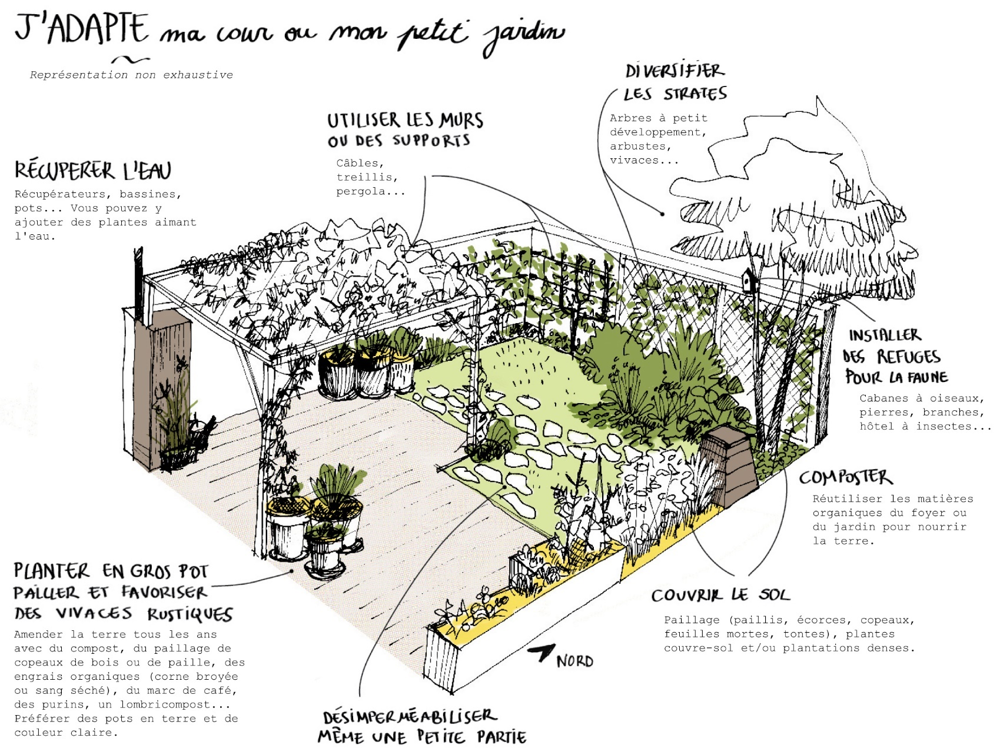 J'ADAPTE ma cour ou mon petit jardin
Représentation non exhaustive
DIVERSIFIER
LES STRATES
Arbres à petit
développement,
arbustes,
vivaces...
UTILISER LES MURS
OU DES SUPPORTS
Câbles,
treillis,
pergola...
RÉCUPERER L'EAU
Récupérateurs, bassines,
pots... Vous pouvez y
ajouter des plantes aimant
l'eau.
INSTALLER
DES REFUGES
POUR LA FAUNE
Cabanes à oiseaux,
pierres, branches,
hôtel à insectes...
COMPOSTER
Réutiliser les matières
organiques du foyer ou
du jardin pour nourrir
la terre.
PLANTER EN GROS POT
PAILLER ET FAVORISER
DES VIVACES RUSTIQUES
Amender la terre tous les ans
avec du compost, du paillage de
copeaux de bois ou de paille, des
engrais organiques (corne broyée
ou sang séché), du marc de café,
des purins, un lombricompost...
Préférer des pots en terre et de
couleur claire.
COUVRIR LE SOL
Paillage (paillis, écorces, copeaux,
feuilles mortes, tontes), plantes
couvre-sol et/ou plantations denses.
NORD
DÉSIMPERMÉABILISER
MÊME UNE PETITE PARTIE